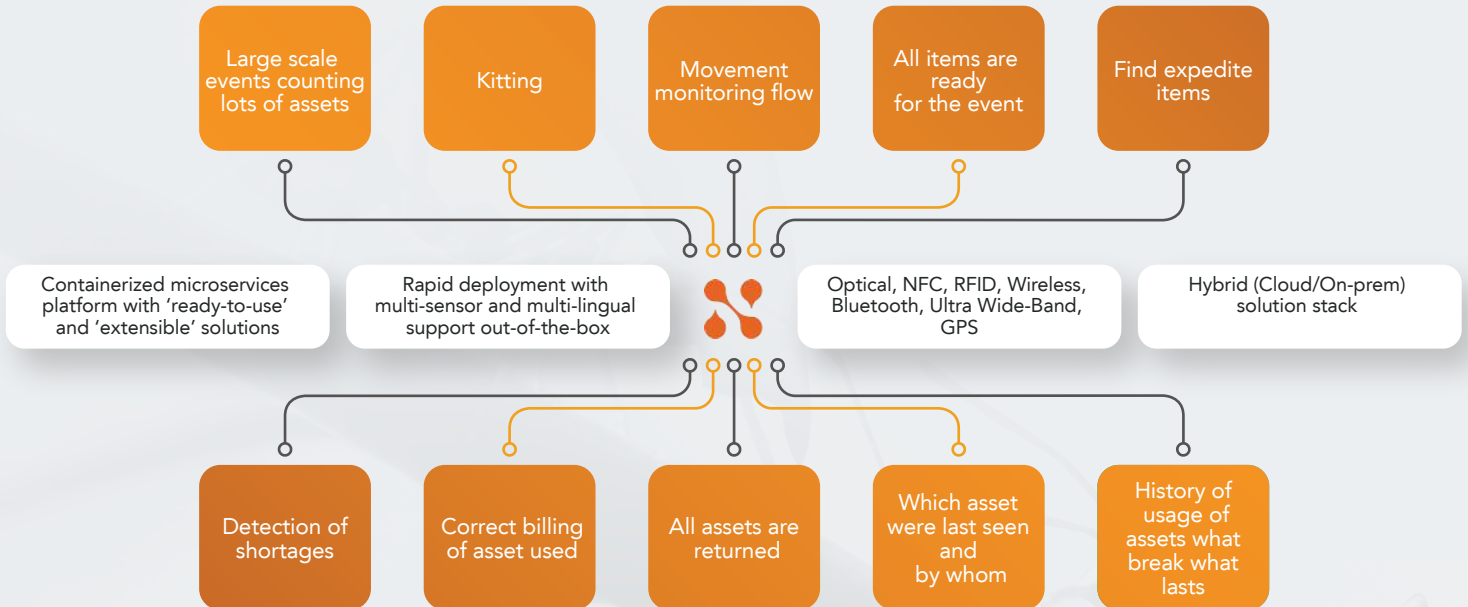 Large scale
events counting
lots of assets
Kitting
Movement
monitoring flow
All items are
ready
for the event
Find expedite
items
Containerized microservices
platform with ‘ready-to-use’
and ‘extensible’ solutions
Rapid deployment with
multi-sensor and multi-lingual
support out-of-the-box
Optical, NFC, RFID, Wireless,
Bluetooth, Ultra Wide-Band,
GPS
Hybrid (Cloud/On-prem)
solution stack
Detection of
shortages
Correct billing
of asset used
All assets are
returned
Which asset
were last seen
and
by whom
History of
usage of
assets what
break what
lasts